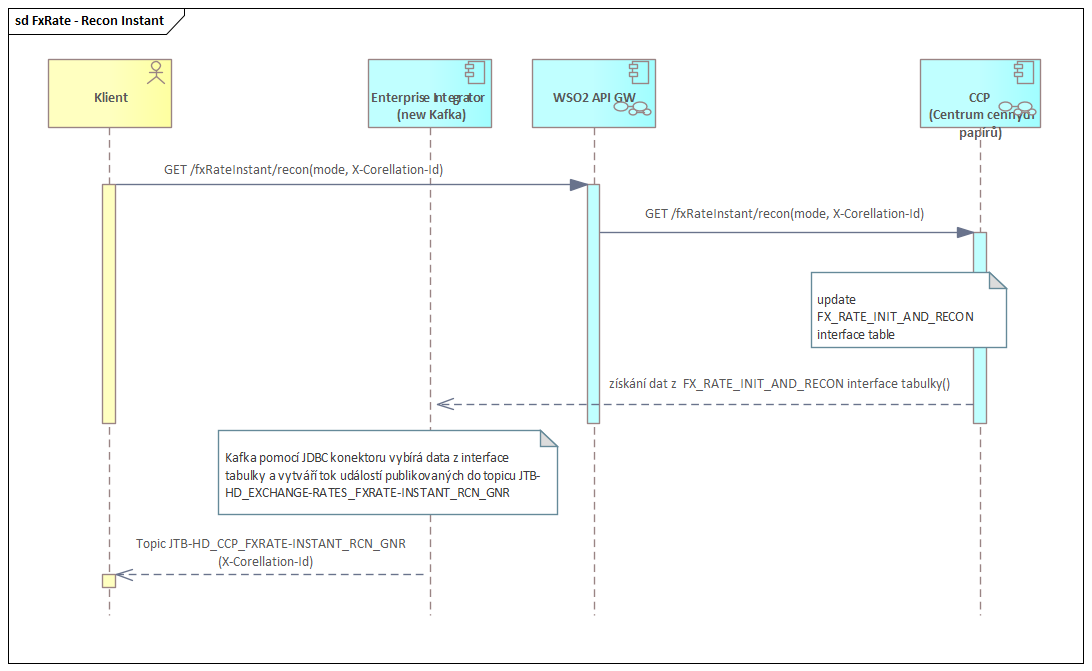 sd FxRate - Recon Instant
Klient
Enterprise Integrator
(new Kafka)
WSO2 API GW
CCP
(Centrum cenných
papírů)
GET /fxRateInstant/recon(mode, X-Corellation-Id)
GET /fxRateInstant/recon(mode, X-Corellation-Id)
update
FX_RATE_INIT_AND_RECON
interface table
získání dat z  FX_RATE_INIT_AND_RECON interface tabulky()
Kafka pomocí JDBC konektoru vybírá data z interface
tabulky a vytváří tok událostí publikovaných do topicu JTB-
HD_EXCHANGE-RATES_FXRATE-INSTANT_RCN_GNR
Topic JTB-HD_CCP_FXRATE-INSTANT_RCN_GNR
(X-Corellation-Id)